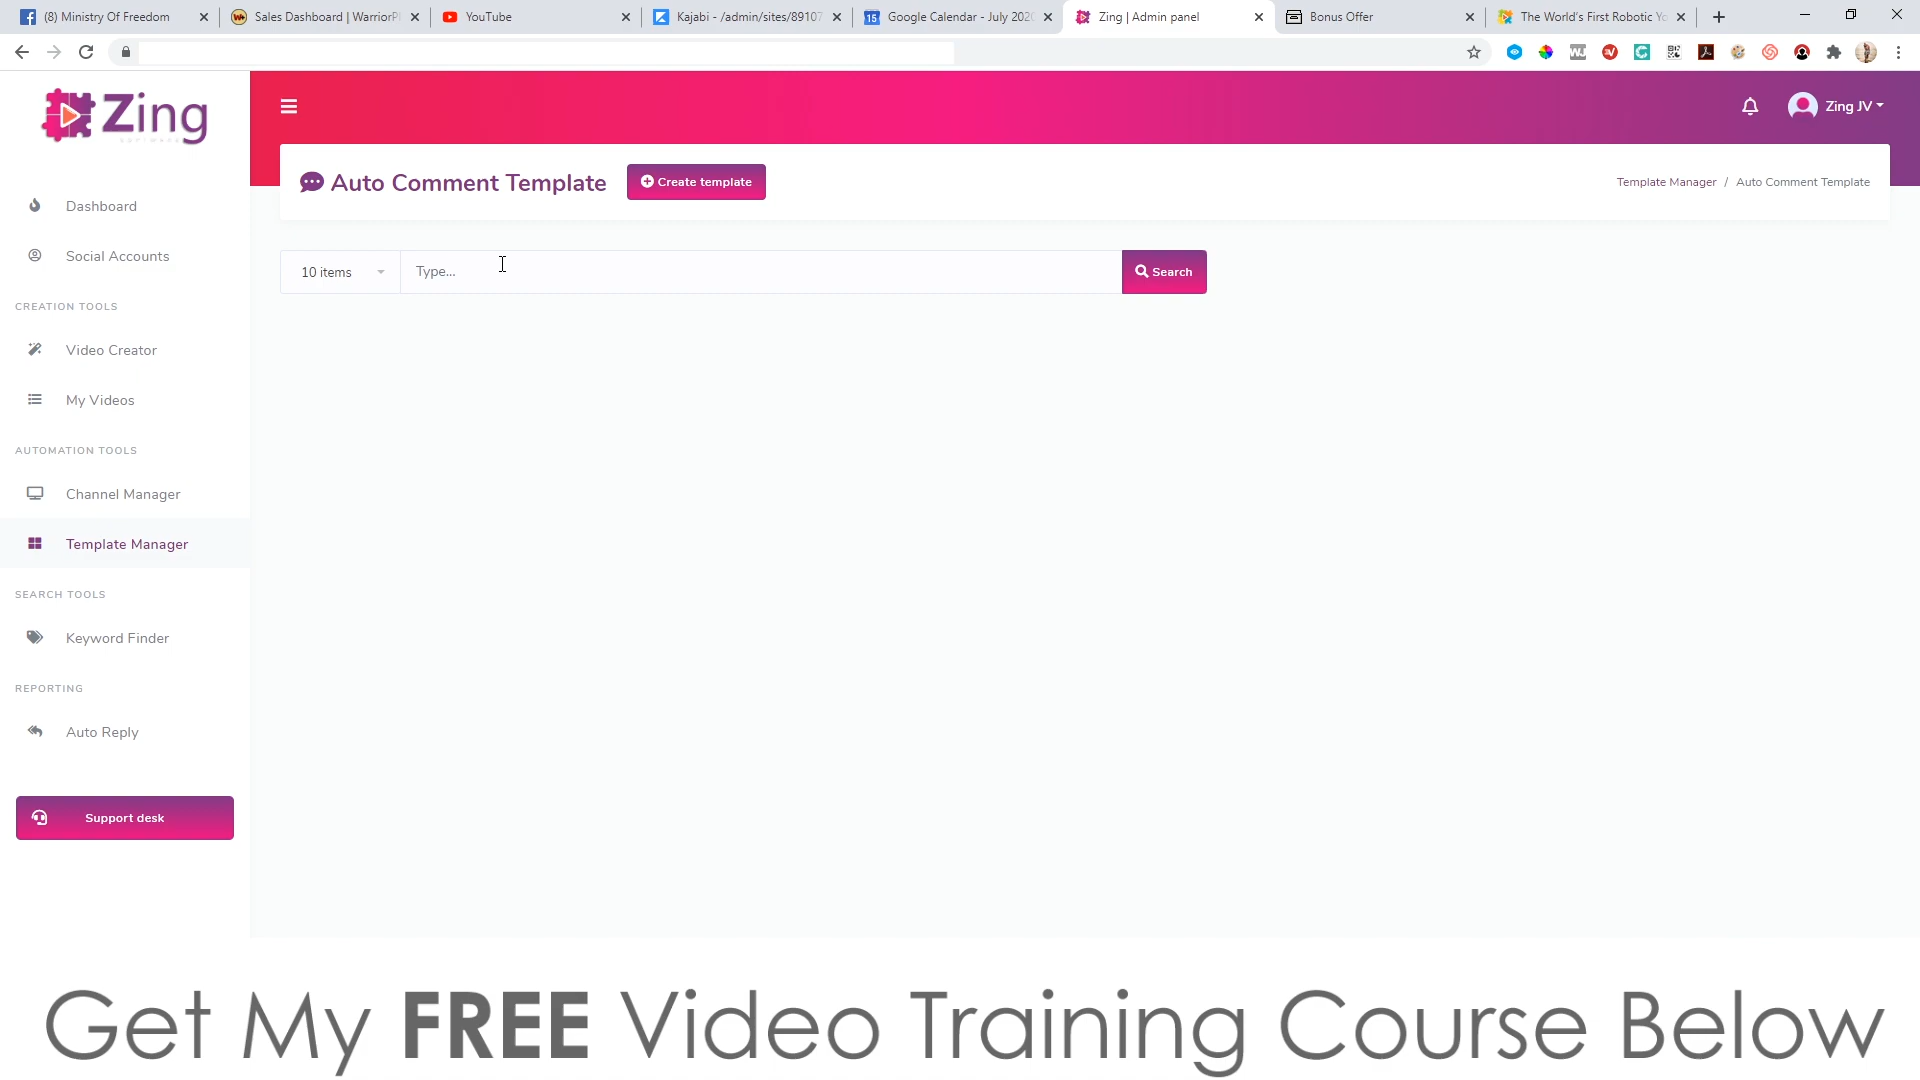 (8) Ministry Of Freedom
Sales Dashboard | WarriorPl
YouTube
Kajabi - /admin/sites/89107
Google Calendar - July 2020
Zing | Admin panel
Bonus Offer
The World's First Robotic Yo
Zing
Zing JV
Auto Comment Template
Create template
Template Manager / Auto Comment Template
10 items
Type...
Search
Dashboard
Social Accounts
CREATION TOOLS
Video Creator
My Videos
AUTOMATION TOOLS
Channel Manager
Template Manager
SEARCH TOOLS
Keyword Finder
REPORTING
Auto Reply
Support desk
Get My FREE Video Training Course Below